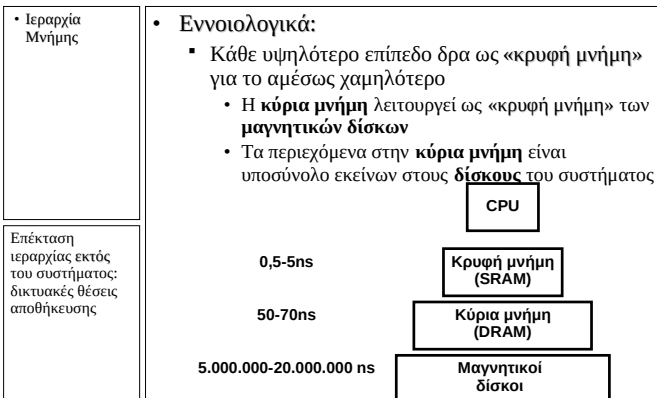 • Ιεραρχία
Μνήμης
Επέκταση
ιεραρχίας εκτός
του συστήματος:
δικτυακές θέσεις
αποθήκευσης
• Εννοιολογικά:
▪ Κάθε υψηλότερο επίπεδο δρα ως «κρυφή μνήμη»
για το αμέσως χαμηλότερο
• Η κύρια μνήμη λειτουργεί ως «κρυφή μνήμη» των
μαγνητικών δίσκων
• Τα περιεχόμενα στην κύρια μνήμη είναι
υποσύνολο εκείνων στους δίσκους του συστήματος
CPU
0,5-5ns
Κρυφή μνήμη
(SRAM)
50-70ns
Κύρια μνήμη
(DRAM)
5.000.000-20.000.000 ns
Μαγνητικοί
δίσκοι